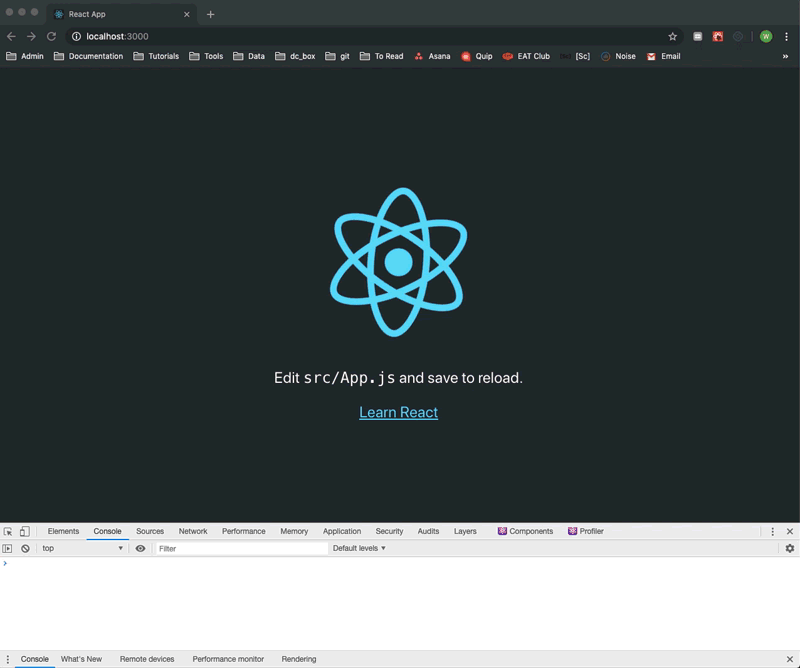 React App
localhost:3000
W
Admin Documentation Tutorials Tools Data dc_box git To Read Asana Quip EAT Club [Sc] Noise Email »
Edit src/App.js and save to reload.
Learn React
Elements Console Sources Network Performance Memory Application Security Audits Layers Components Profiler
top Filter Default levels
Console What's New Remote devices Performance monitor Rendering